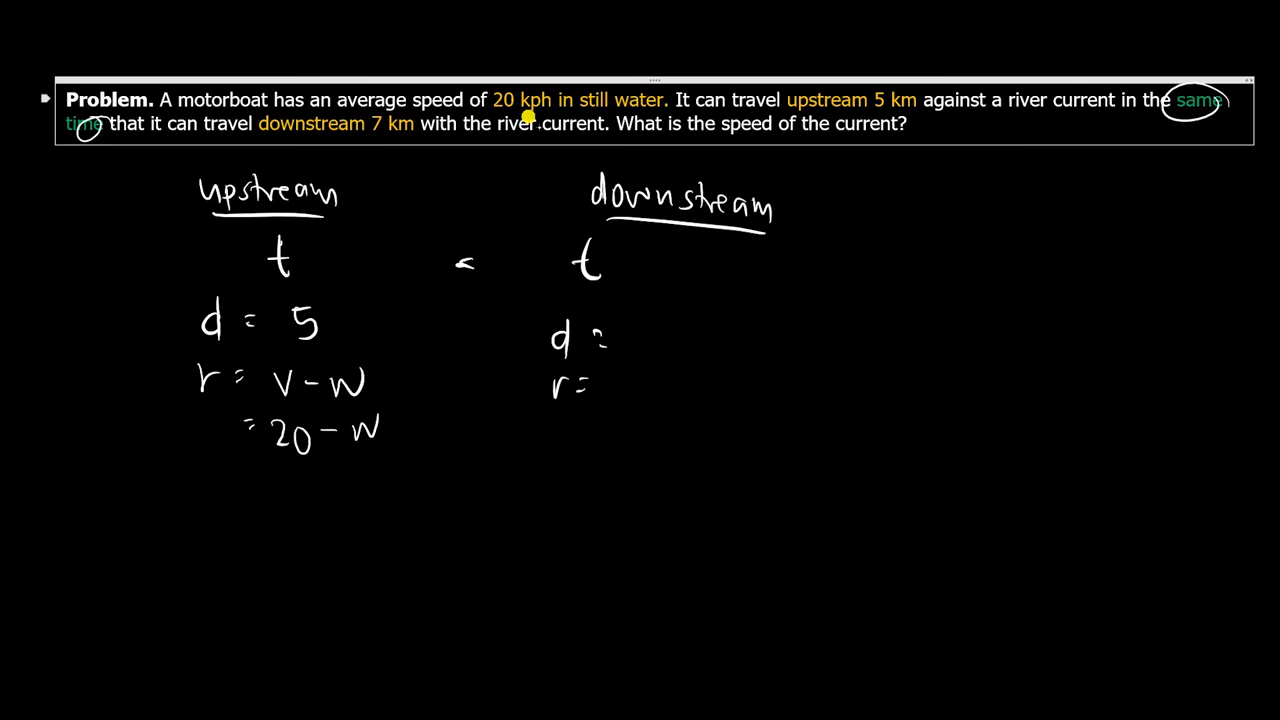 Problem. A motorboat has an average speed of 20 kph in still water. It can travel upstream 5 km against a river current in the same
time that it can travel downstream 7 km with the river current. What is the speed of the current?
upstream downstream
t = t
d = 5 d =
r = v - w r =
= 20 - w